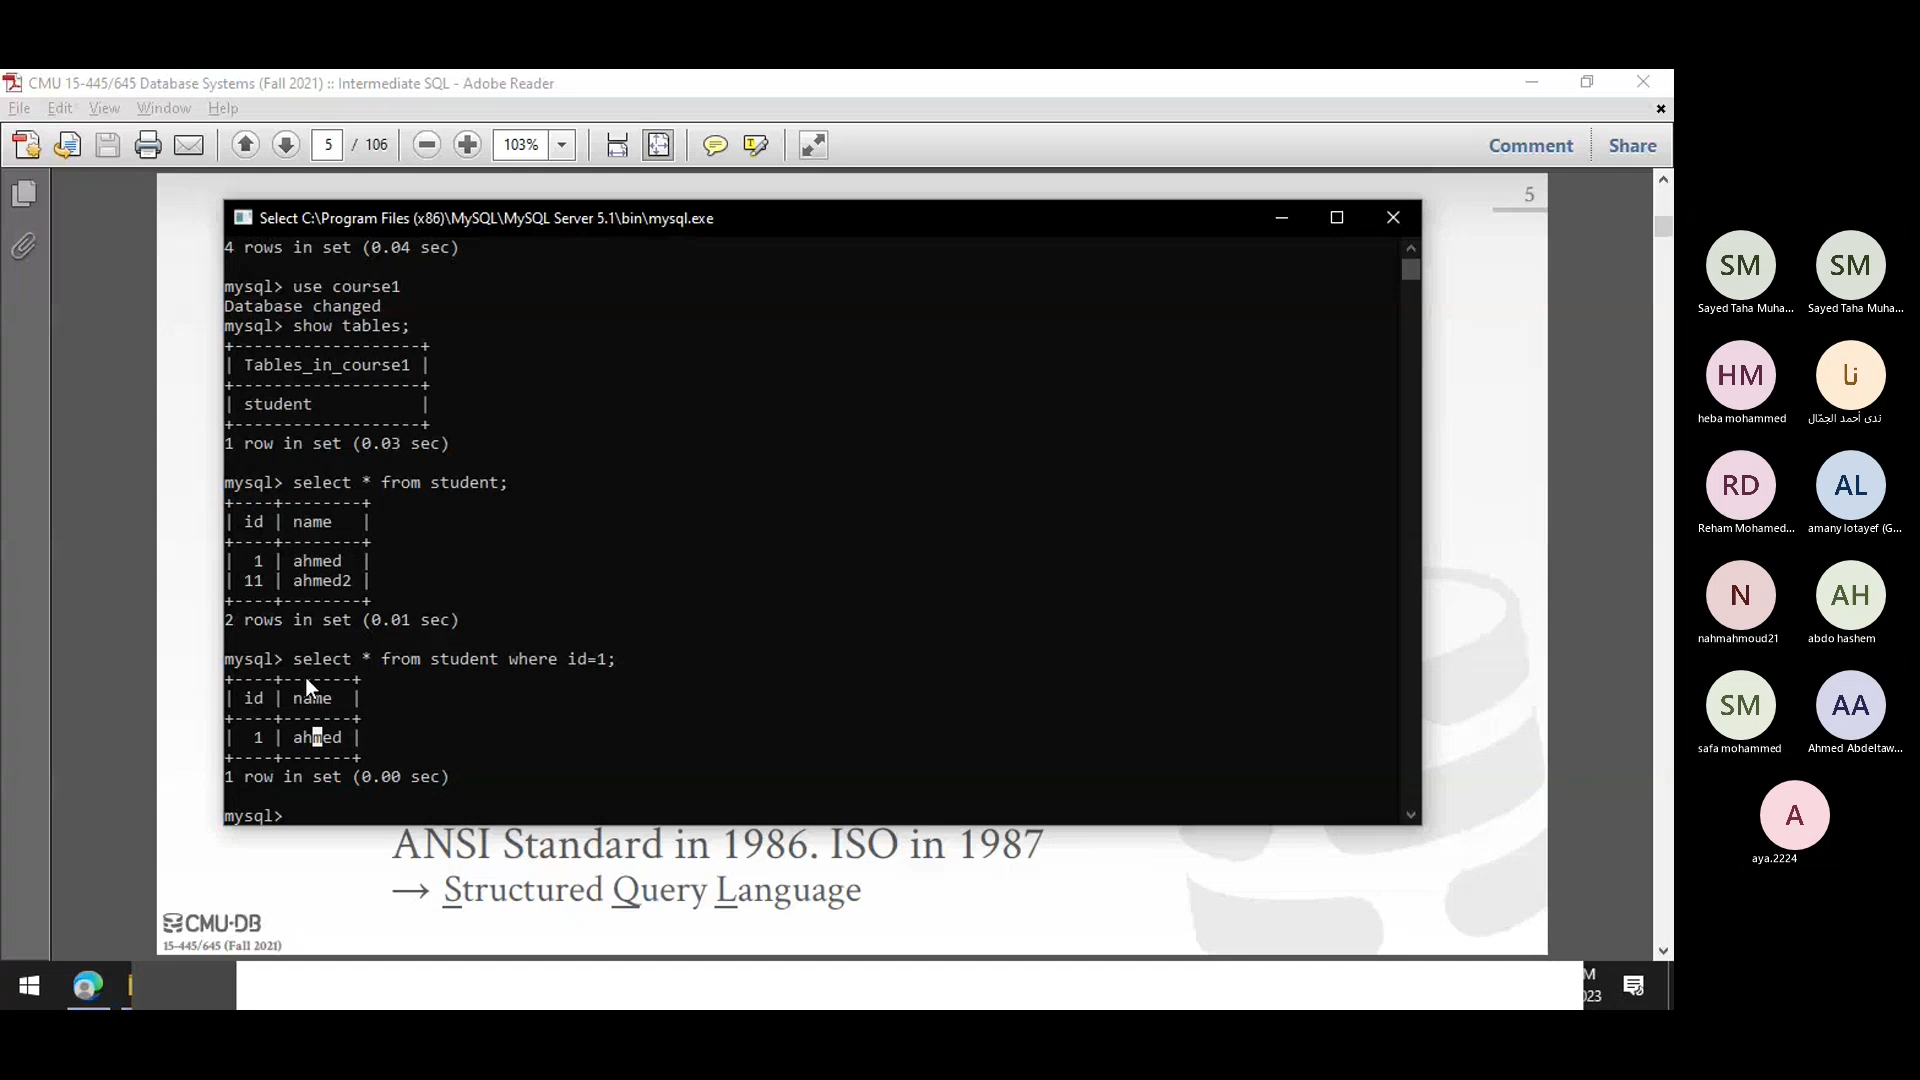 CMU 15-445/645 Database Systems (Fall 2021) :: Intermediate SQL - Adobe Reader
File Edit View Window Help
5 / 106 103% Comment Share
5
Select C:\Program Files (x86)\MySQL\MySQL Server 5.1\bin\mysql.exe
4 rows in set (0.04 sec)
mysql> use course1
Database changed
mysql> show tables;
+-------------------+
| Tables_in_course1 |
+-------------------+
| student           |
+-------------------+
1 row in set (0.03 sec)
mysql> select * from student;
+----+--------+
| id | name   |
+----+--------+
|  1 | ahmed  |
| 11 | ahmed2 |
+----+--------+
2 rows in set (0.01 sec)
mysql> select * from student where id=1;
+----+-------+
| id | name  |
+----+-------+
|  1 | ahmed |
+----+-------+
1 row in set (0.00 sec)
mysql>
ANSI Standard in 1986. ISO in 1987
→ Structured Query Language
CMU·DB
15-445/645 (Fall 2021)
M
023
SM SM
Sayed Taha Muha... Sayed Taha Muha...
HM نا
heba mohammed ندى أحمد الجمّال
RD AL
Reham Mohamed... amany lotayef (G...
N AH
nahmahmoud21 abdo hashem
SM AA
safa mohammed Ahmed Abdeltaw...
A
aya.2224